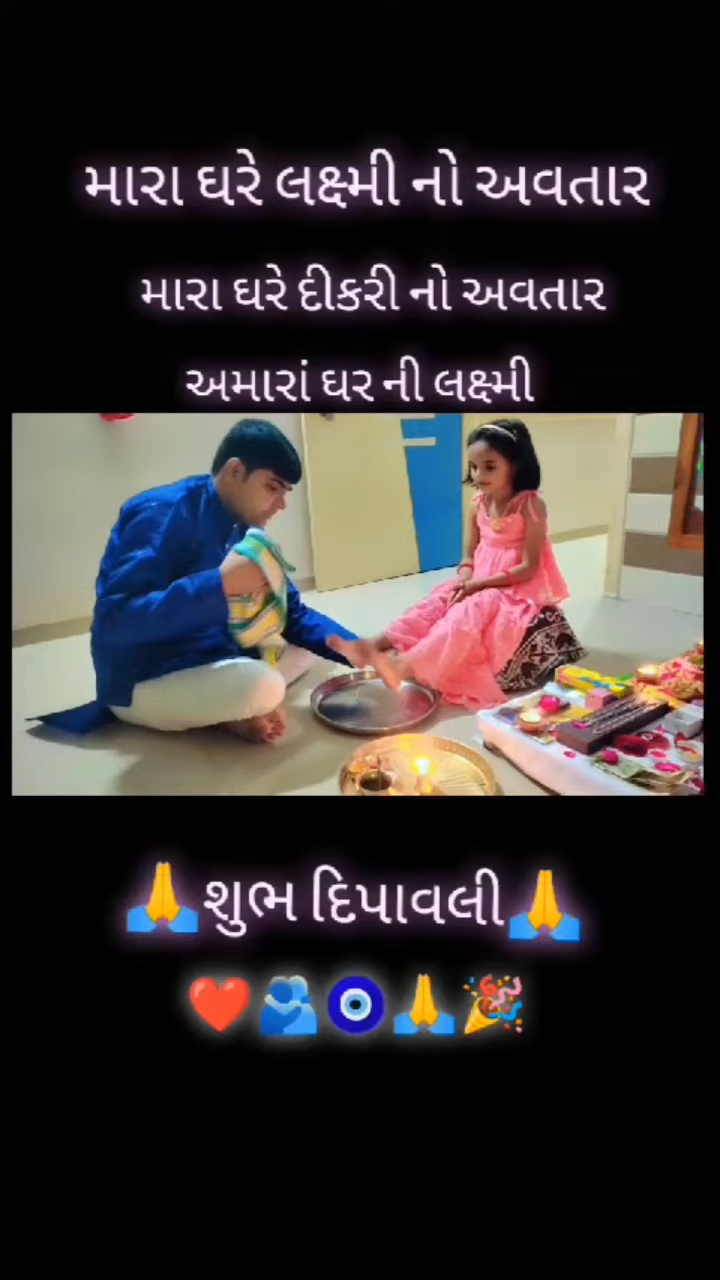 મારા ઘરે લક્ષ્મી નો અવતાર
મારા ઘરે દીકરી નો અવતાર
અમારાં ઘર ની લક્ષ્મી
🙏શુભ દિપાવલી🙏
❤️🫂🧿🙏🎉